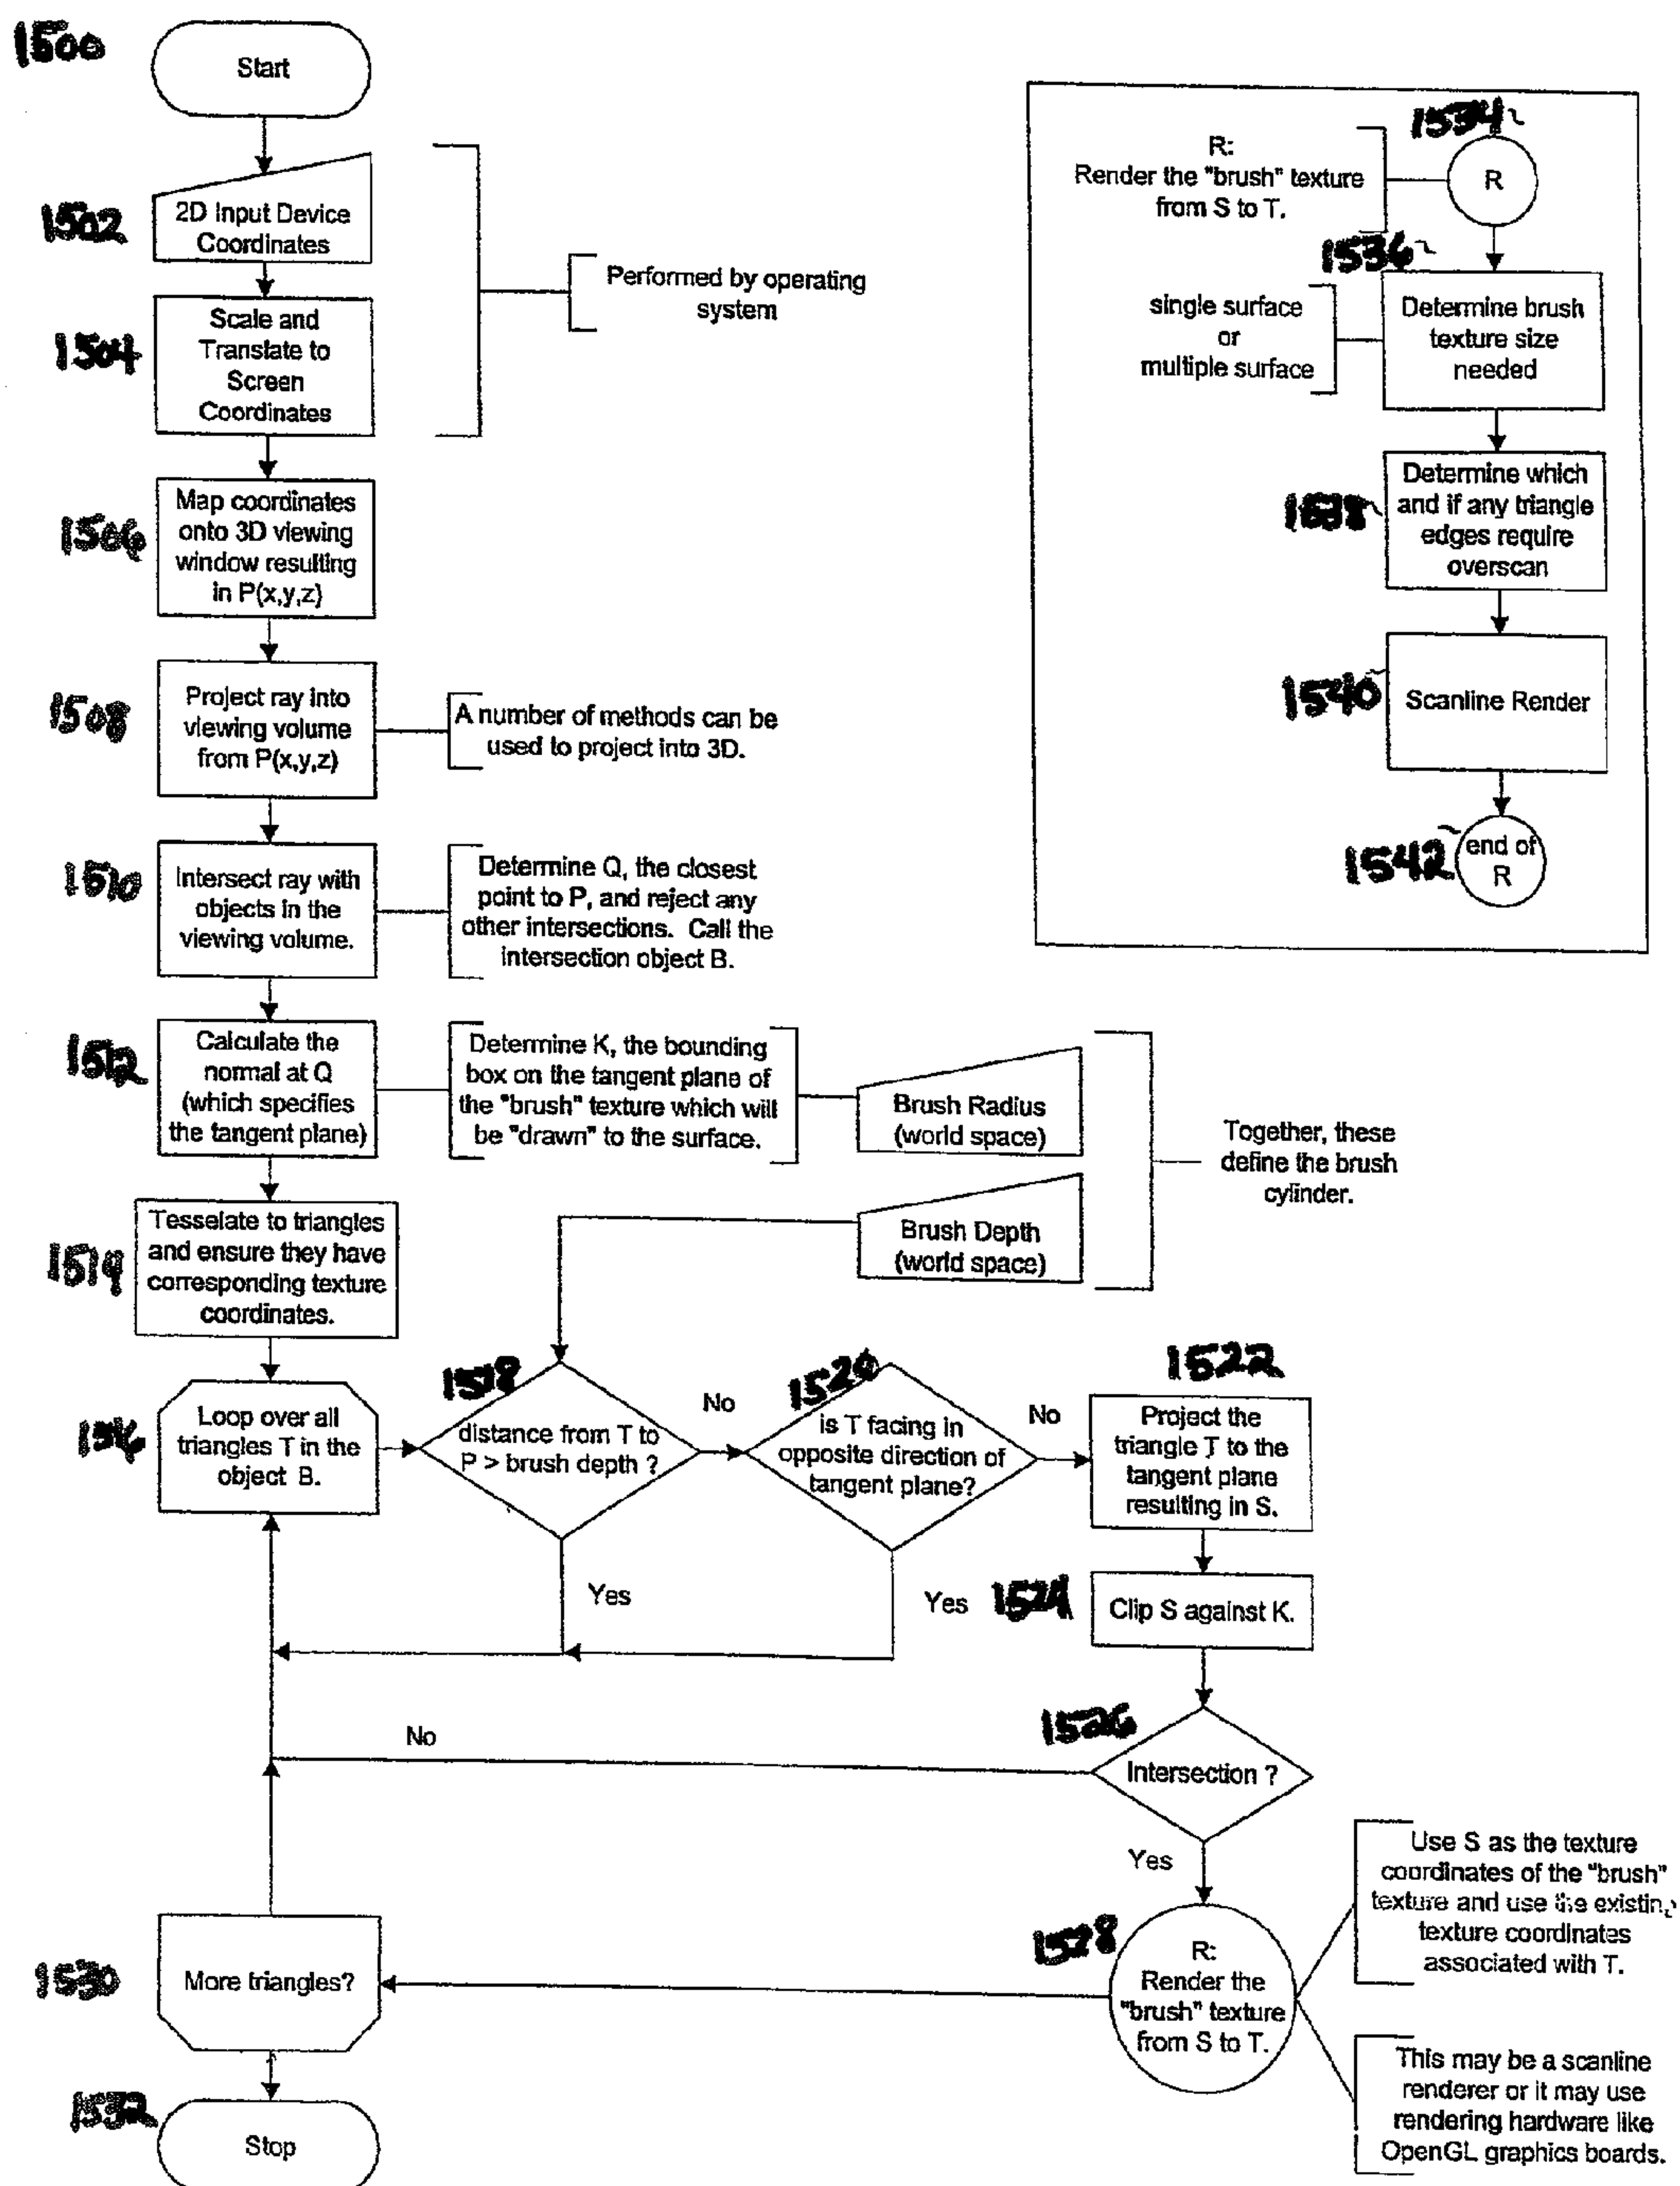 1500
Start
1502
2D Input Device
Coordinates
1504
Scale and
Translate to
Screen
Coordinates
Performed by operating
system
1506
Map coordinates
onto 3D viewing
window resulting
in P(x,y,z)
1508
Project ray into
viewing volume
from P(x,y,z)
A number of methods can be
used to project into 3D.
1510
Intersect ray with
objects in the
viewing volume.
Determine Q, the closest
point to P, and reject any
other intersections. Call the
intersection object B.
1512
Calculate the
normal at Q
(which specifies
the tangent plane)
Determine K, the bounding
box on the tangent plane of
the "brush" texture which will
be "drawn" to the surface.
Brush Radius
(world space)
Brush Depth
(world space)
Together, these
define the brush
cylinder.
1514
Tesselate to triangles
and ensure they have
corresponding texture
coordinates.
1516
Loop over all
triangles T in the
object B.
1518
distance from T to
P > brush depth ?
No
Yes
1520
is T facing in
opposite direction of
tangent plane?
No
Yes
1522
Project the
triangle T to the
tangent plane
resulting in S.
1524
Clip S against K.
1526
Intersection ?
No
Yes
1528
R:
Render the
"brush" texture
from S to T.
Use S as the texture
coordinates of the "brush"
texture and use the existing
texture coordinates
associated with T.
This may be a scanline
renderer or it may use
rendering hardware like
OpenGL graphics boards.
1530
More triangles?
1532
Stop
1534
R
R:
Render the "brush" texture
from S to T.
1536
Determine brush
texture size
needed
single surface
or
multiple surface
1538
Determine which
and if any triangle
edges require
overscan
1540
Scanline Render
1542
end of
R